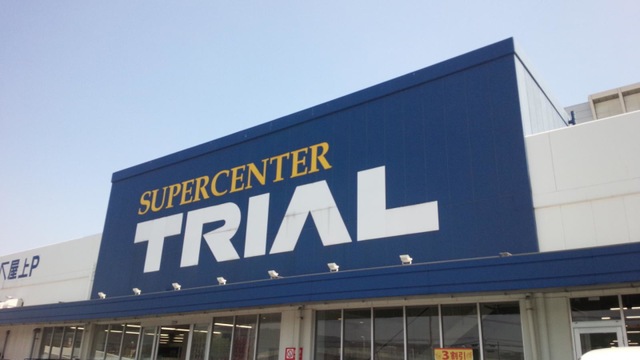 SUPERCENTER
TRIAL
屋上P
3割引